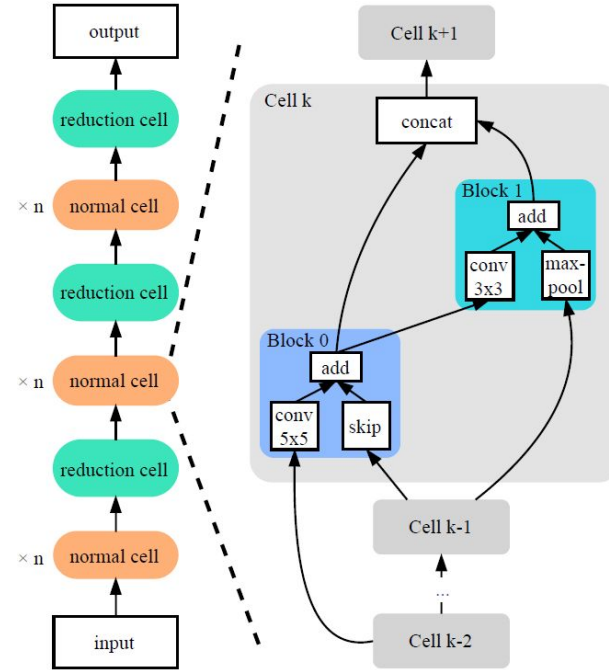 output
reduction cell
× n
normal cell
reduction cell
× n
normal cell
reduction cell
× n
normal cell
input
Cell k+1
Cell k
concat
Block 1
add
conv
3x3
max-
pool
Block 0
add
conv
5x5
skip
Cell k-1
...
Cell k-2